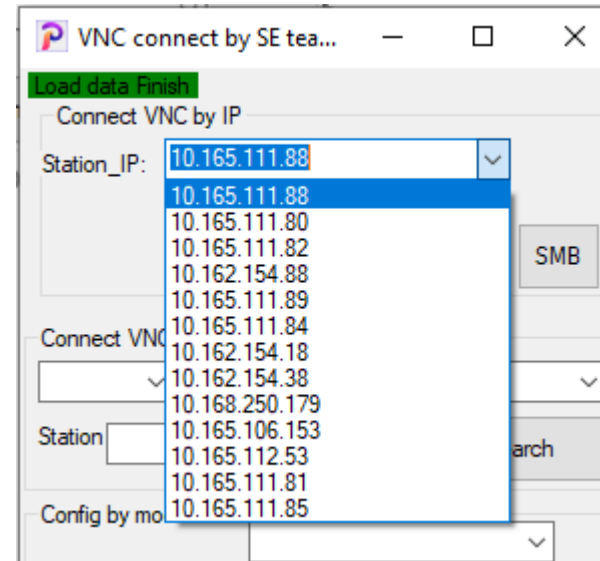 VNC connect by SE tea...
Load data Finish
Connect VNC by IP
Station_IP: 10.165.111.88
10.165.111.88
10.165.111.80
10.165.111.82
10.162.154.88
SMB
10.165.111.89
10.165.111.84
Connect VNC
10.162.154.18
10.162.154.38
10.168.250.179
Station
10.165.106.153
arch
10.165.112.53
10.165.111.81
Config by mo
10.165.111.85